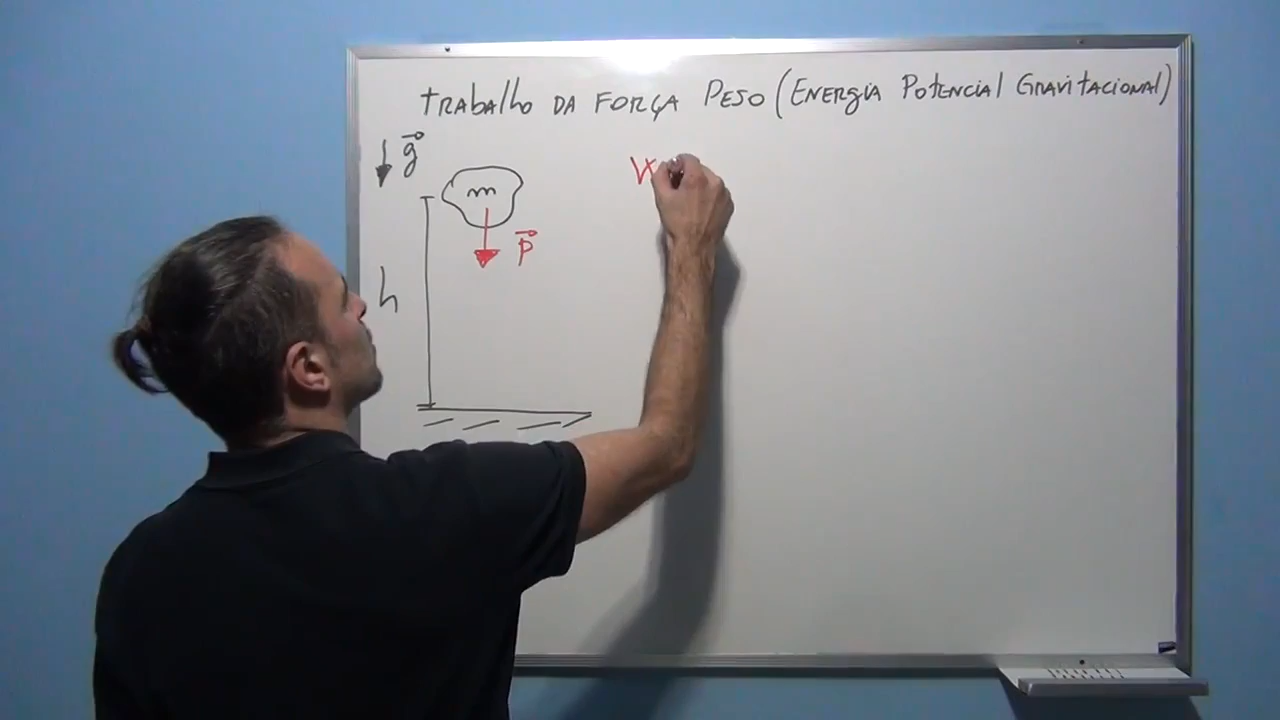 TRABALHO DA FORÇA PESO (ENERGIA POTENCIAL GRAVITACIONAL)
g
m
P
h
W